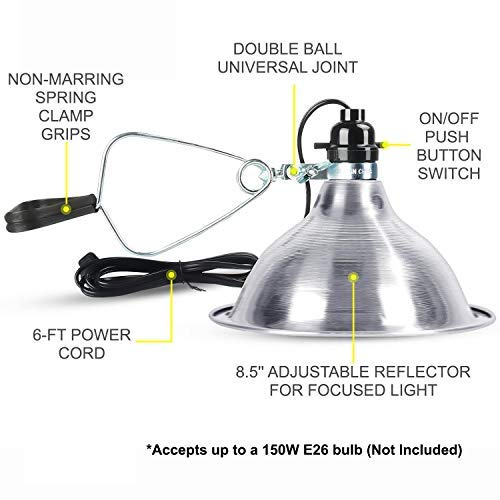 DOUBLE BALL
UNIVERSAL JOINT
NON-MARRING
SPRING
CLAMP
GRIPS
ON/OFF
PUSH
BUTTON
SWITCH
6-FT POWER
CORD
8.5" ADJUSTABLE REFLECTOR
FOR FOCUSED LIGHT
*Accepts up to a 150W E26 bulb (Not Included)